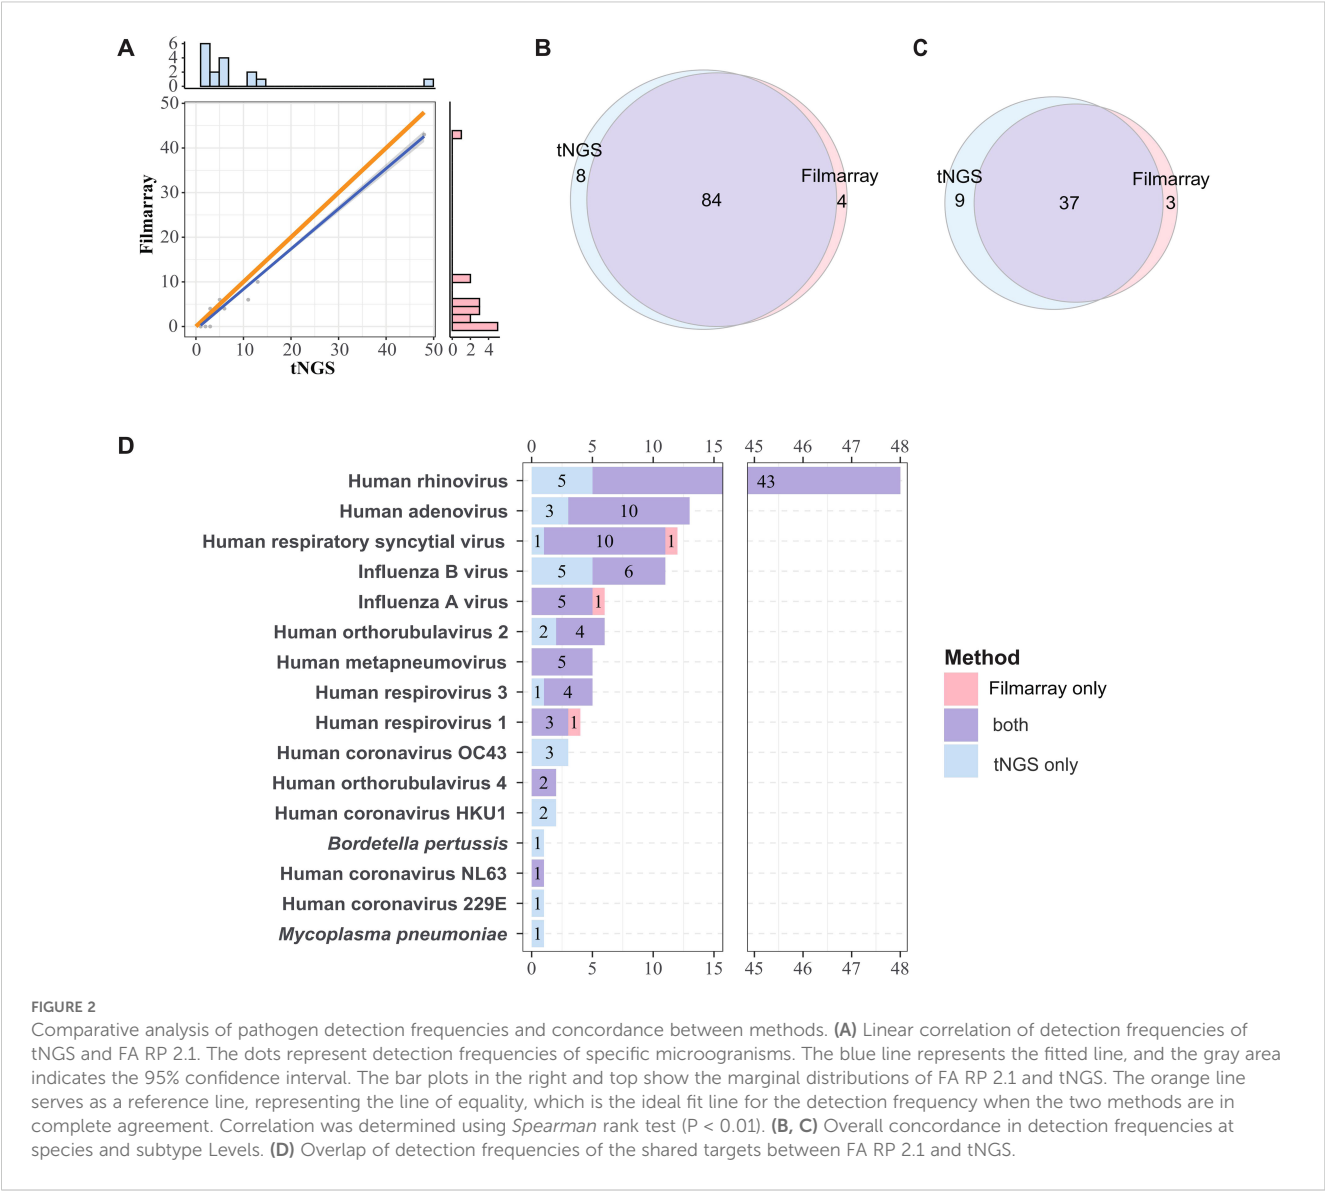 A
6
4
2
0
50
40
30
20
10
0
Filmarray
0 10 20 30 40 50
tNGS
0 2 4
B
tNGS
8
84
Filmarray
4
C
tNGS
9
37
Filmarray
3
D
0 5 10 15 45 46 47 48
Human rhinovirus 5 43
Human adenovirus 3 10
Human respiratory syncytial virus 1 10 1
Influenza B virus 5 6
Influenza A virus 5 1
Human orthorubulavirus 2 2 4
Human metapneumovirus 5
Human respirovirus 3 1 4
Human respirovirus 1 3 1
Human coronavirus OC43 3
Human orthorubulavirus 4 2
Human coronavirus HKU1 2
Bordetella pertussis 1
Human coronavirus NL63 1
Human coronavirus 229E 1
Mycoplasma pneumoniae 1
0 5 10 15 45 46 47 48
Method
Filmarray only
both
tNGS only
FIGURE 2
Comparative analysis of pathogen detection frequencies and concordance between methods. (A) Linear correlation of detection frequencies of
tNGS and FA RP 2.1. The dots represent detection frequencies of specific microogranisms. The blue line represents the fitted line, and the gray area
indicates the 95% confidence interval. The bar plots in the right and top show the marginal distributions of FA RP 2.1 and tNGS. The orange line
serves as a reference line, representing the line of equality, which is the ideal fit line for the detection frequency when the two methods are in
complete agreement. Correlation was determined using Spearman rank test (P < 0.01). (B, C) Overall concordance in detection frequencies at
species and subtype Levels. (D) Overlap of detection frequencies of the shared targets between FA RP 2.1 and tNGS.